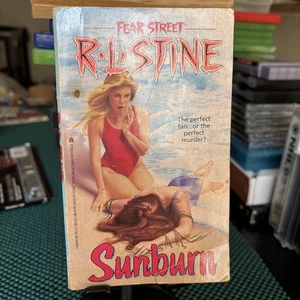 FEAR STREET
R•L•STINE
The perfect
tan...or the
perfect
murder?
Sunburn